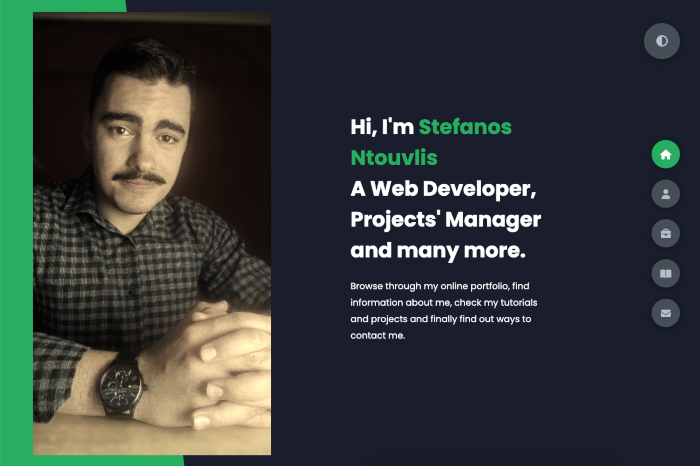 Hi, I'm Stefanos
Ntouvlis
A Web Developer,
Projects' Manager
and many more.
Browse through my online portfolio, find
information about me, check my tutorials
and projects and finally find out ways to
contact me.